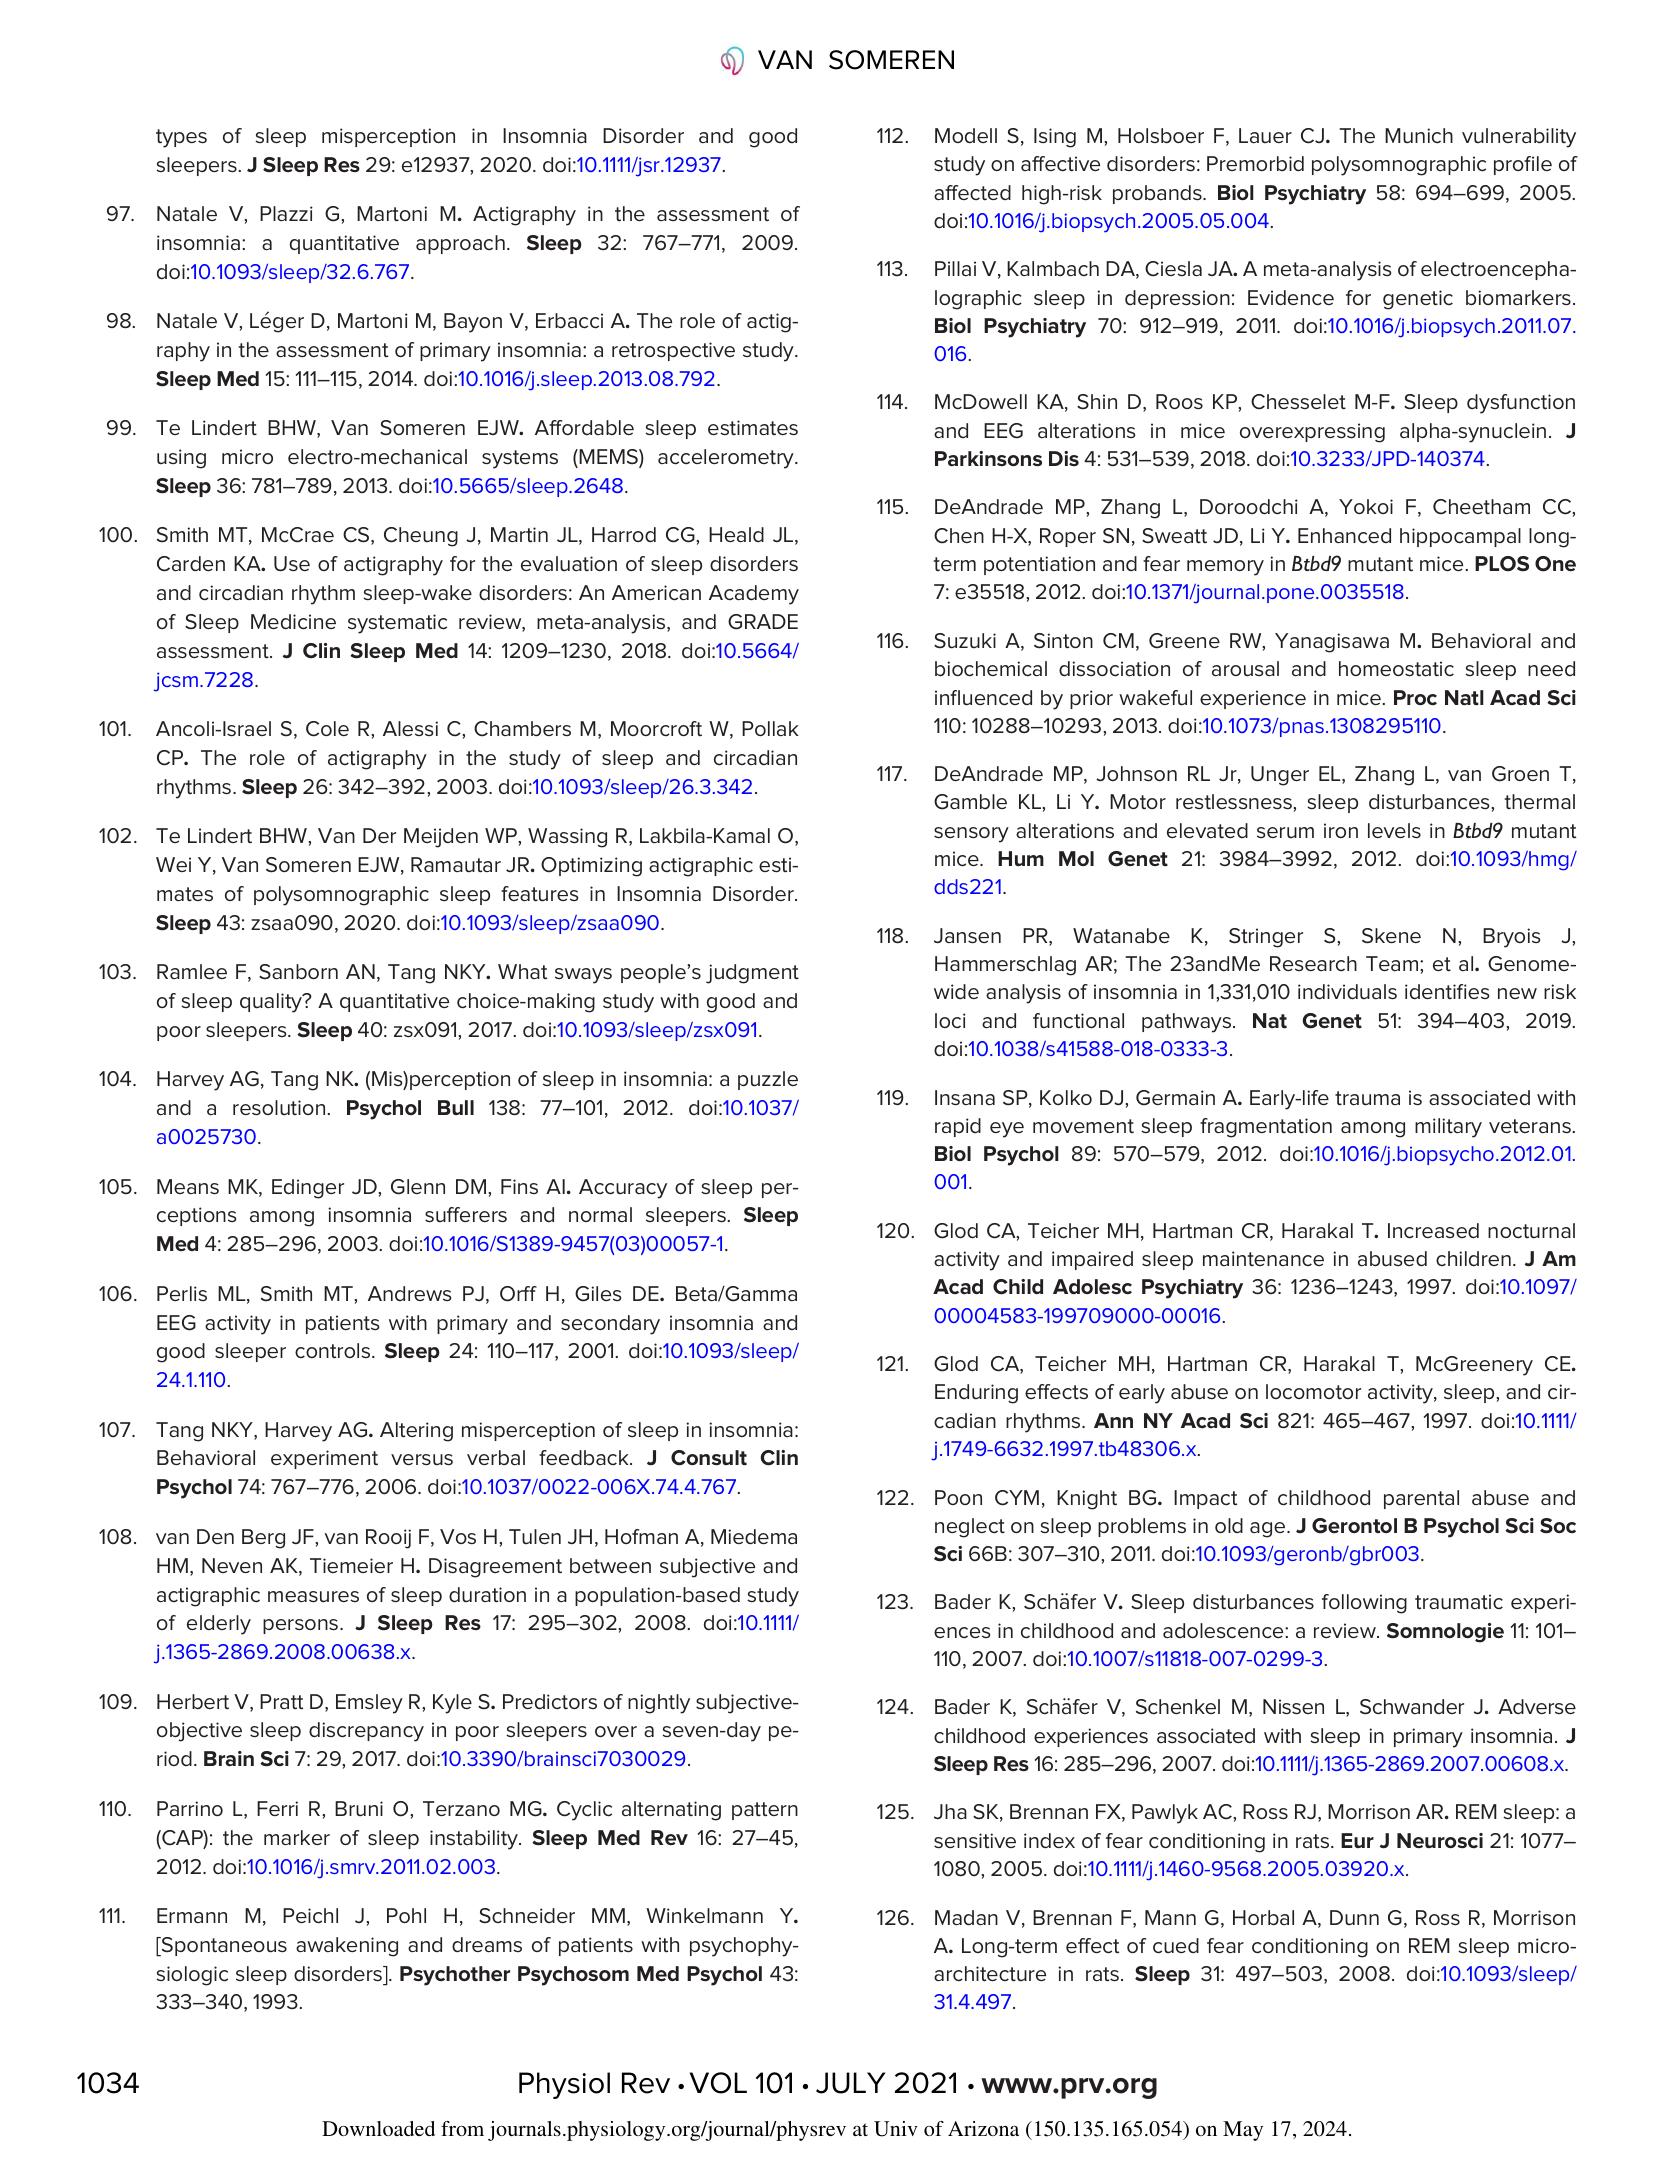 VAN SOMEREN
types of sleep misperception in Insomnia Disorder and good
sleepers. J Sleep Res 29: e12937, 2020. doi:10.1111/jsr.12937.
97. Natale V, Plazzi G, Martoni M. Actigraphy in the assessment of
insomnia: a quantitative approach. Sleep 32: 767–771, 2009.
doi:10.1093/sleep/32.6.767.
98. Natale V, Léger D, Martoni M, Bayon V, Erbacci A. The role of actig-
raphy in the assessment of primary insomnia: a retrospective study.
Sleep Med 15: 111–115, 2014. doi:10.1016/j.sleep.2013.08.792.
99. Te Lindert BHW, Van Someren EJW. Affordable sleep estimates
using micro electro-mechanical systems (MEMS) accelerometry.
Sleep 36: 781–789, 2013. doi:10.5665/sleep.2648.
100. Smith MT, McCrae CS, Cheung J, Martin JL, Harrod CG, Heald JL,
Carden KA. Use of actigraphy for the evaluation of sleep disorders
and circadian rhythm sleep-wake disorders: An American Academy
of Sleep Medicine systematic review, meta-analysis, and GRADE
assessment. J Clin Sleep Med 14: 1209–1230, 2018. doi:10.5664/
jcsm.7228.
101. Ancoli-Israel S, Cole R, Alessi C, Chambers M, Moorcroft W, Pollak
CP. The role of actigraphy in the study of sleep and circadian
rhythms. Sleep 26: 342–392, 2003. doi:10.1093/sleep/26.3.342.
102. Te Lindert BHW, Van Der Meijden WP, Wassing R, Lakbila-Kamal O,
Wei Y, Van Someren EJW, Ramautar JR. Optimizing actigraphic esti-
mates of polysomnographic sleep features in Insomnia Disorder.
Sleep 43: zsaa090, 2020. doi:10.1093/sleep/zsaa090.
103. Ramlee F, Sanborn AN, Tang NKY. What sways people’s judgment
of sleep quality? A quantitative choice-making study with good and
poor sleepers. Sleep 40: zsx091, 2017. doi:10.1093/sleep/zsx091.
104. Harvey AG, Tang NK. (Mis)perception of sleep in insomnia: a puzzle
and a resolution. Psychol Bull 138: 77–101, 2012. doi:10.1037/
a0025730.
105. Means MK, Edinger JD, Glenn DM, Fins AI. Accuracy of sleep per-
ceptions among insomnia sufferers and normal sleepers. Sleep
Med 4: 285–296, 2003. doi:10.1016/S1389-9457(03)00057-1.
106. Perlis ML, Smith MT, Andrews PJ, Orff H, Giles DE. Beta/Gamma
EEG activity in patients with primary and secondary insomnia and
good sleeper controls. Sleep 24: 110–117, 2001. doi:10.1093/sleep/
24.1.110.
107. Tang NKY, Harvey AG. Altering misperception of sleep in insomnia:
Behavioral experiment versus verbal feedback. J Consult Clin
Psychol 74: 767–776, 2006. doi:10.1037/0022-006X.74.4.767.
108. van Den Berg JF, van Rooij F, Vos H, Tulen JH, Hofman A, Miedema
HM, Neven AK, Tiemeier H. Disagreement between subjective and
actigraphic measures of sleep duration in a population-based study
of elderly persons. J Sleep Res 17: 295–302, 2008. doi:10.1111/
j.1365-2869.2008.00638.x.
109. Herbert V, Pratt D, Emsley R, Kyle S. Predictors of nightly subjective-
objective sleep discrepancy in poor sleepers over a seven-day pe-
riod. Brain Sci 7: 29, 2017. doi:10.3390/brainsci7030029.
110. Parrino L, Ferri R, Bruni O, Terzano MG. Cyclic alternating pattern
(CAP): the marker of sleep instability. Sleep Med Rev 16: 27–45,
2012. doi:10.1016/j.smrv.2011.02.003.
111. Ermann M, Peichl J, Pohl H, Schneider MM, Winkelmann Y.
[Spontaneous awakening and dreams of patients with psychophy-
siologic sleep disorders]. Psychother Psychosom Med Psychol 43:
333–340, 1993.
112. Modell S, Ising M, Holsboer F, Lauer CJ. The Munich vulnerability
study on affective disorders: Premorbid polysomnographic profile of
affected high-risk probands. Biol Psychiatry 58: 694–699, 2005.
doi:10.1016/j.biopsych.2005.05.004.
113. Pillai V, Kalmbach DA, Ciesla JA. A meta-analysis of electroencepha-
lographic sleep in depression: Evidence for genetic biomarkers.
Biol Psychiatry 70: 912–919, 2011. doi:10.1016/j.biopsych.2011.07.
016.
114. McDowell KA, Shin D, Roos KP, Chesselet M-F. Sleep dysfunction
and EEG alterations in mice overexpressing alpha-synuclein. J
Parkinsons Dis 4: 531–539, 2018. doi:10.3233/JPD-140374.
115. DeAndrade MP, Zhang L, Doroodchi A, Yokoi F, Cheetham CC,
Chen H-X, Roper SN, Sweatt JD, Li Y. Enhanced hippocampal long-
term potentiation and fear memory in Btbd9 mutant mice. PLOS One
7: e35518, 2012. doi:10.1371/journal.pone.0035518.
116. Suzuki A, Sinton CM, Greene RW, Yanagisawa M. Behavioral and
biochemical dissociation of arousal and homeostatic sleep need
influenced by prior wakeful experience in mice. Proc Natl Acad Sci
110: 10288–10293, 2013. doi:10.1073/pnas.1308295110.
117. DeAndrade MP, Johnson RL Jr, Unger EL, Zhang L, van Groen T,
Gamble KL, Li Y. Motor restlessness, sleep disturbances, thermal
sensory alterations and elevated serum iron levels in Btbd9 mutant
mice. Hum Mol Genet 21: 3984–3992, 2012. doi:10.1093/hmg/
dds221.
118. Jansen PR, Watanabe K, Stringer S, Skene N, Bryois J,
Hammerschlag AR; The 23andMe Research Team; et al. Genome-
wide analysis of insomnia in 1,331,010 individuals identifies new risk
loci and functional pathways. Nat Genet 51: 394–403, 2019.
doi:10.1038/s41588-018-0333-3.
119. Insana SP, Kolko DJ, Germain A. Early-life trauma is associated with
rapid eye movement sleep fragmentation among military veterans.
Biol Psychol 89: 570–579, 2012. doi:10.1016/j.biopsycho.2012.01.
001.
120. Glod CA, Teicher MH, Hartman CR, Harakal T. Increased nocturnal
activity and impaired sleep maintenance in abused children. J Am
Acad Child Adolesc Psychiatry 36: 1236–1243, 1997. doi:10.1097/
00004583-199709000-00016.
121. Glod CA, Teicher MH, Hartman CR, Harakal T, McGreenery CE.
Enduring effects of early abuse on locomotor activity, sleep, and cir-
cadian rhythms. Ann NY Acad Sci 821: 465–467, 1997. doi:10.1111/
j.1749-6632.1997.tb48306.x.
122. Poon CYM, Knight BG. Impact of childhood parental abuse and
neglect on sleep problems in old age. J Gerontol B Psychol Sci Soc
Sci 66B: 307–310, 2011. doi:10.1093/geronb/gbr003.
123. Bader K, Schäfer V. Sleep disturbances following traumatic experi-
ences in childhood and adolescence: a review. Somnologie 11: 101–
110, 2007. doi:10.1007/s11818-007-0299-3.
124. Bader K, Schäfer V, Schenkel M, Nissen L, Schwander J. Adverse
childhood experiences associated with sleep in primary insomnia. J
Sleep Res 16: 285–296, 2007. doi:10.1111/j.1365-2869.2007.00608.x.
125. Jha SK, Brennan FX, Pawlyk AC, Ross RJ, Morrison AR. REM sleep: a
sensitive index of fear conditioning in rats. Eur J Neurosci 21: 1077–
1080, 2005. doi:10.1111/j.1460-9568.2005.03920.x.
126. Madan V, Brennan F, Mann G, Horbal A, Dunn G, Ross R, Morrison
A. Long-term effect of cued fear conditioning on REM sleep micro-
architecture in rats. Sleep 31: 497–503, 2008. doi:10.1093/sleep/
31.4.497.
1034 Physiol Rev • VOL 101 • JULY 2021 • www.prv.org
Downloaded from journals.physiology.org/journal/physrev at Univ of Arizona (150.135.165.054) on May 17, 2024.